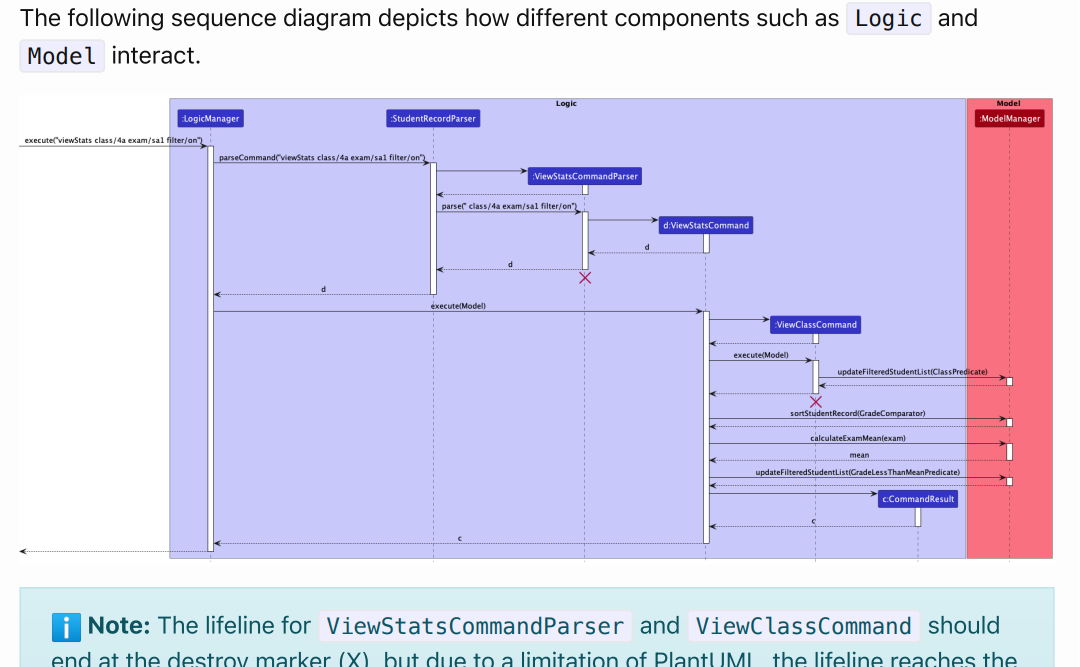 The following sequence diagram depicts how different components such as Logic and
Model interact.
Logic
Model
:LogicManager
:StudentRecordParser
:ModelManager
execute("viewStats class/4a exam/sa1 filter/on")
parseCommand("viewStats class/4a exam/sa1 filter/on")
:ViewStatsCommandParser
parse(" class/4a exam/sa1 filter/on")
d:ViewStatsCommand
d
d
d
execute(Model)
:ViewClassCommand
execute(Model)
updateFilteredStudentList(ClassPredicate)
sortStudentRecord(GradeComparator)
calculateExamMean(exam)
mean
updateFilteredStudentList(GradeLessThanMeanPredicate)
c:CommandResult
c
c
i Note: The lifeline for ViewStatsCommandParser and ViewClassCommand should
end at the destroy marker (X), but due to a limitation of PlantUML, the lifeline reaches the